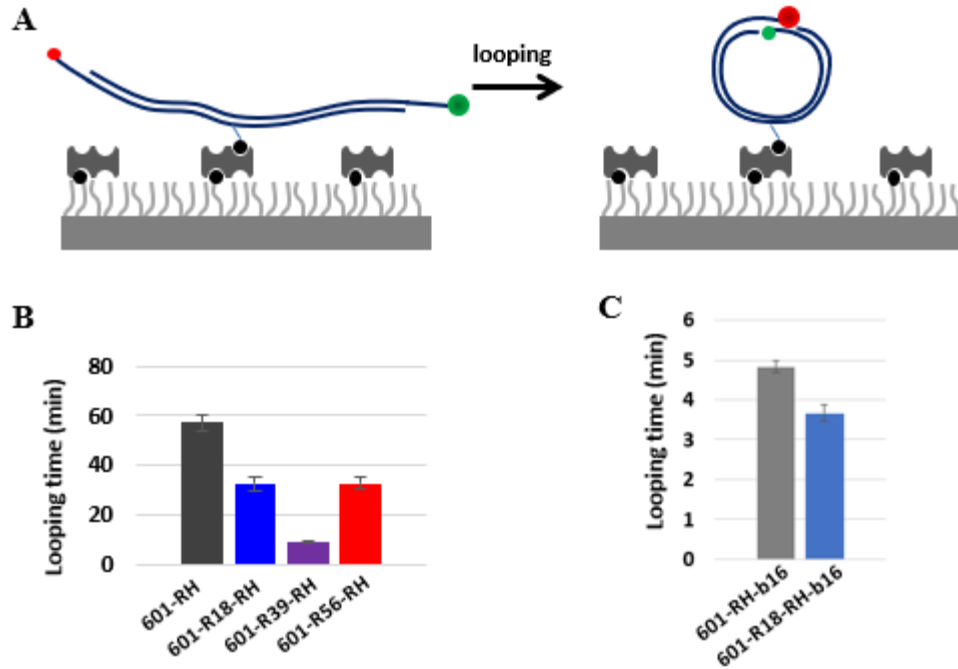 A
looping
B
Looping time (min)
80
60
40
20
0
601-RH
601-R18-RH
601-R39-RH
601-R56-RH
C
Looping time (min)
6
5
4
3
2
1
0
601-RH-b16
601-R18-RH-b16